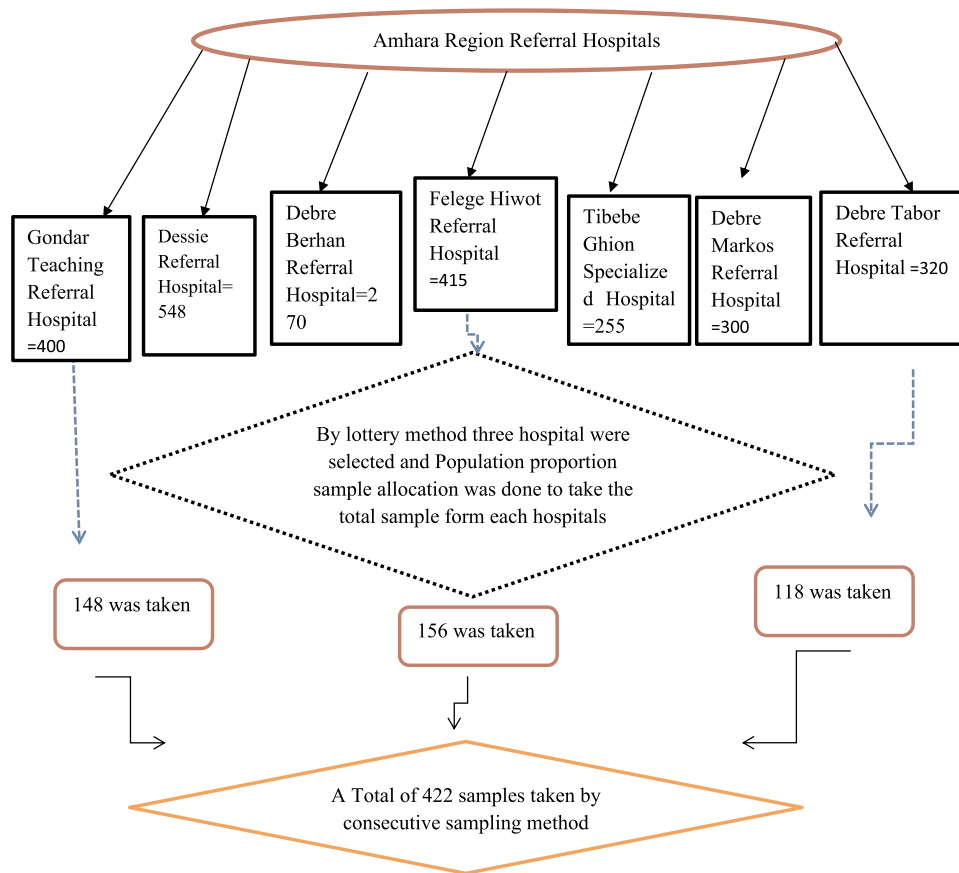 Amhara Region Referral Hospitals
Gondar
Teaching
Referral
Hospital
=400
Dessie
Referral
Hospital=
548
Debre
Berhan
Referral
Hospital=2
70
Felege Hiwot
Referral
Hospital
=415
Tibebe
Ghion
Specialize
d Hospital
=255
Debre
Markos
Referral
Hospital
=300
Debre Tabor
Referral
Hospital =320
By lottery method three hospital were
selected and Population proportion
sample allocation was done to take the
total sample form each hospitals
148 was taken
156 was taken
118 was taken
A Total of 422 samples taken by
consecutive sampling method